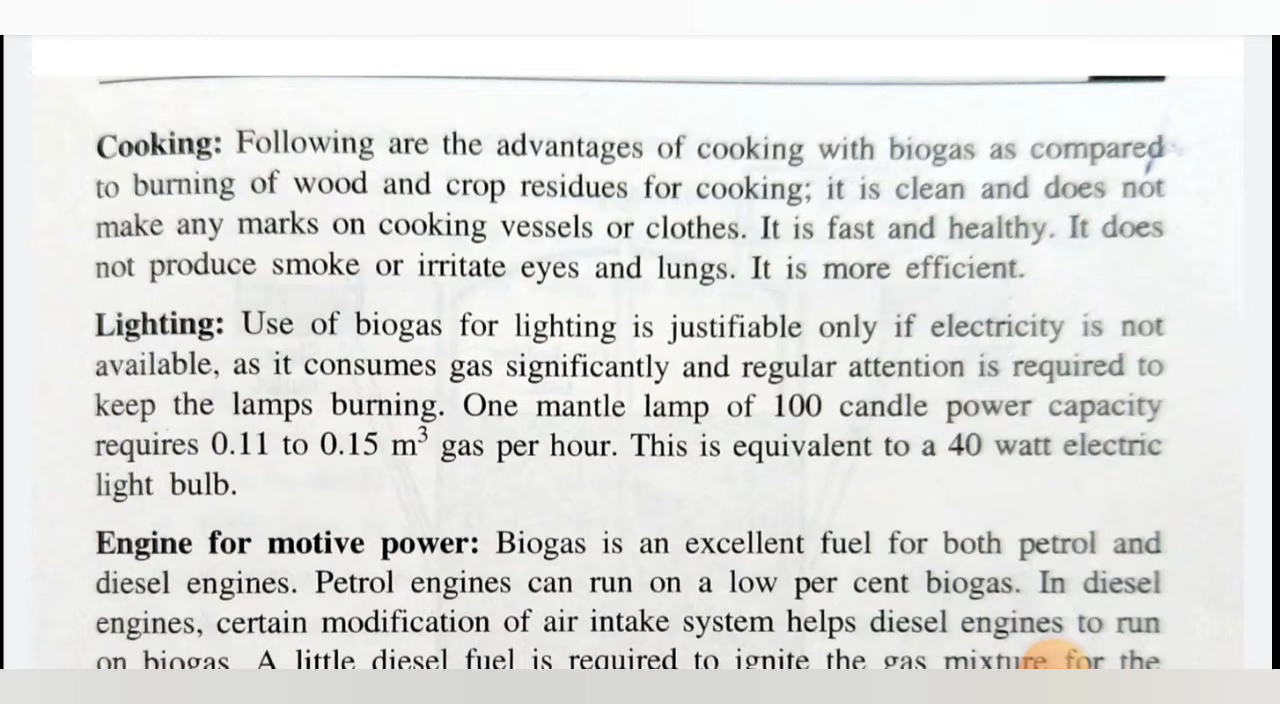 Cooking: Following are the advantages of cooking with biogas as compared
to burning of wood and crop residues for cooking; it is clean and does not
make any marks on cooking vessels or clothes. It is fast and healthy. It does
not produce smoke or irritate eyes and lungs. It is more efficient.
Lighting: Use of biogas for lighting is justifiable only if electricity is not
available, as it consumes gas significantly and regular attention is required to
keep the lamps burning. One mantle lamp of 100 candle power capacity
requires 0.11 to 0.15 m³ gas per hour. This is equivalent to a 40 watt electric
light bulb.
Engine for motive power: Biogas is an excellent fuel for both petrol and
diesel engines. Petrol engines can run on a low per cent biogas. In diesel
engines, certain modification of air intake system helps diesel engines to run
on biogas. A little diesel fuel is required to ignite the gas mixture for the